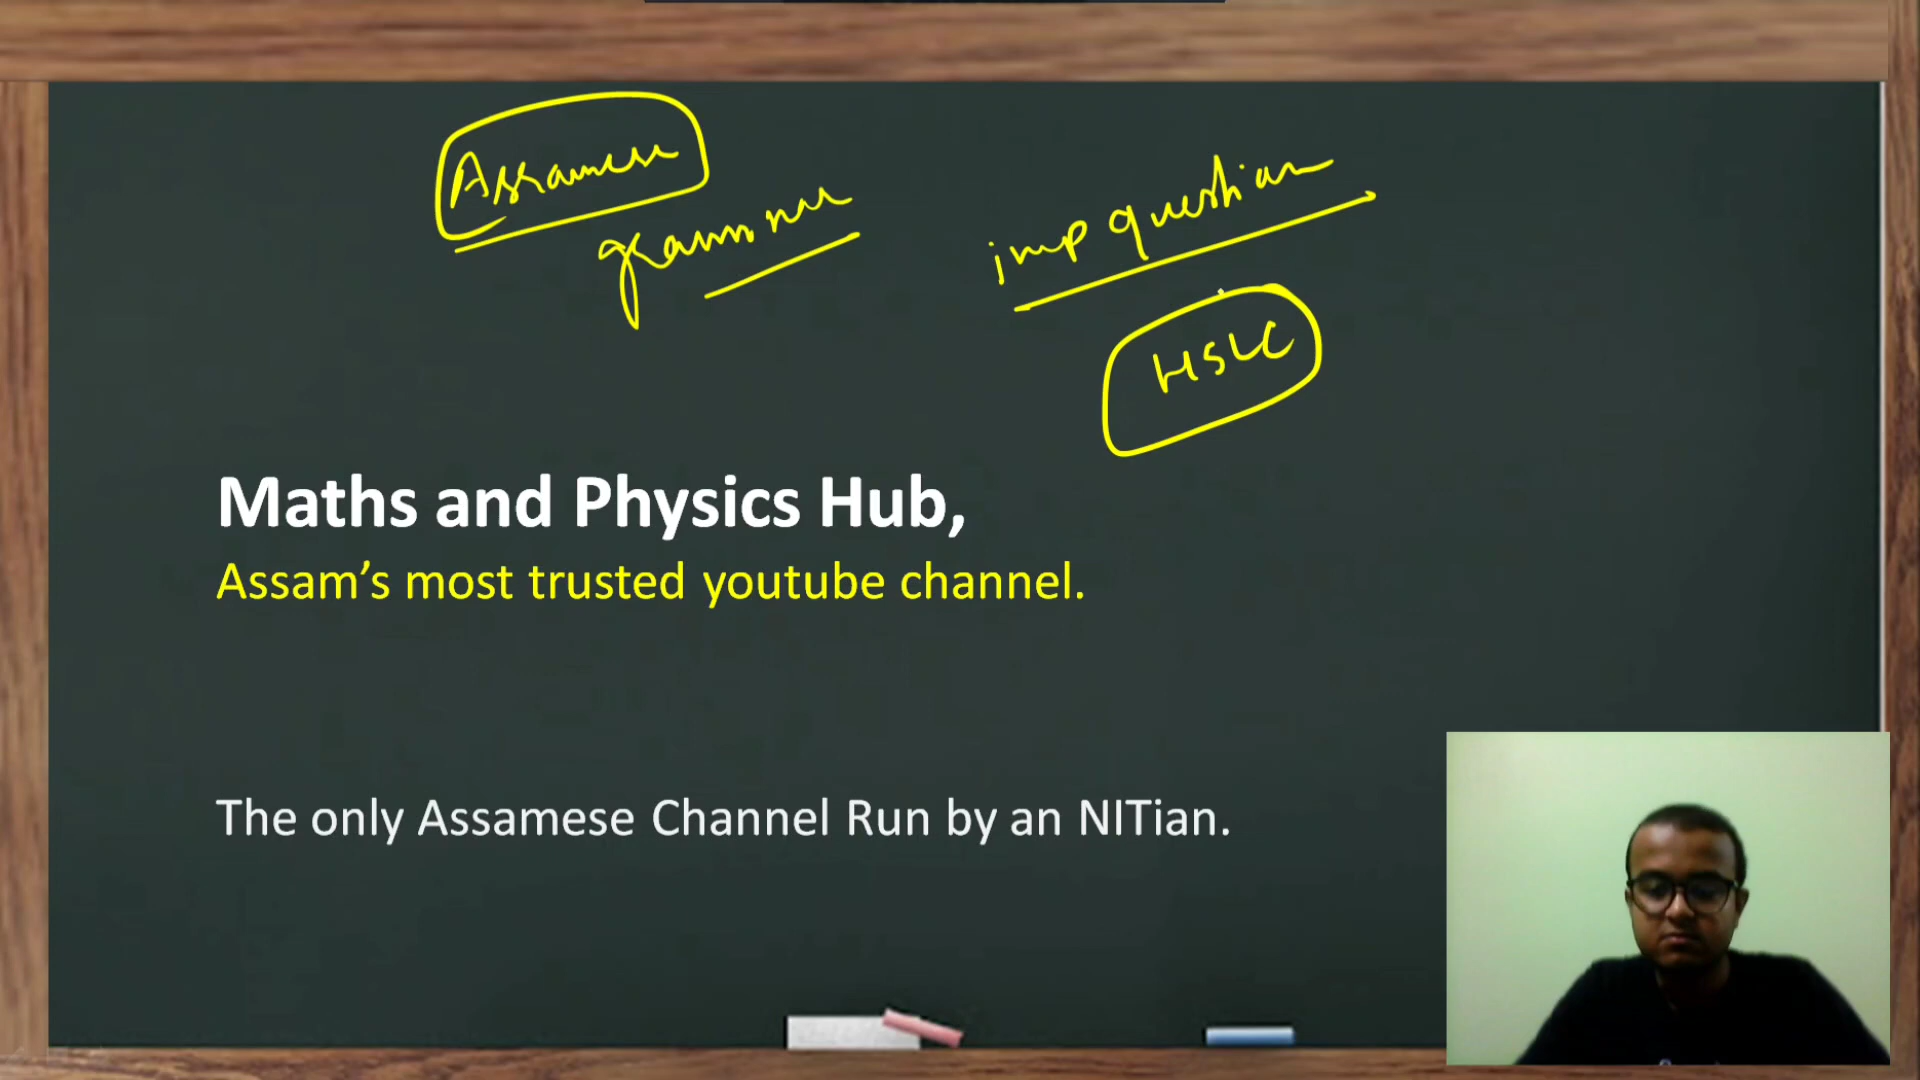 Assamese
grammar
imp question
HSLC
Maths and Physics Hub,
Assam’s most trusted youtube channel.
The only Assamese Channel Run by an NITian.